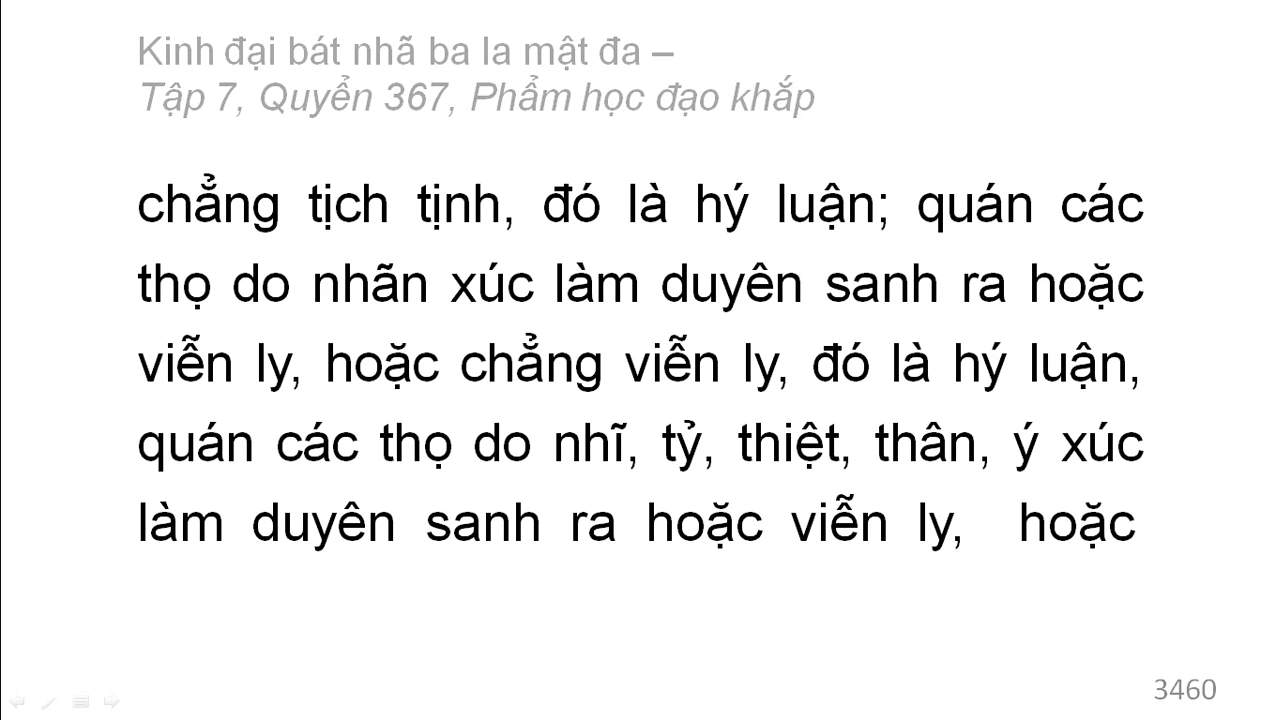 Kinh đại bát nhã ba la mật đa –
Tập 7, Quyển 367, Phẩm học đạo khắp
chẳng tịch tịnh, đó là hý luận; quán các
thọ do nhãn xúc làm duyên sanh ra hoặc
viễn ly, hoặc chẳng viễn ly, đó là hý luận,
quán các thọ do nhĩ, tỷ, thiệt, thân, ý xúc
làm duyên sanh ra hoặc viễn ly, hoặc
3460